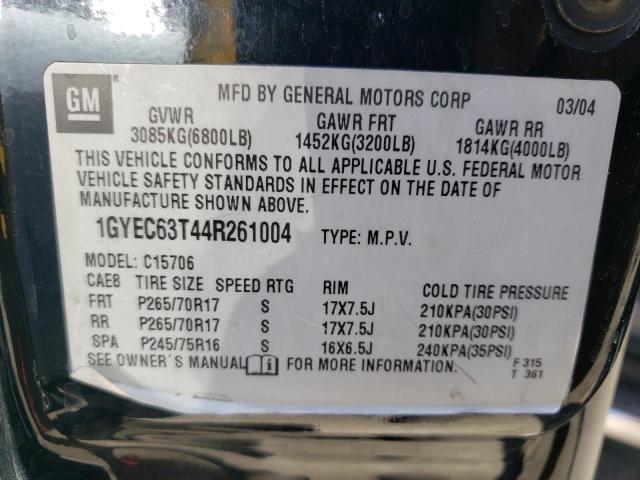 GM
MFD BY GENERAL MOTORS CORP 03/04
GVWR GAWR FRT GAWR RR
3085KG(6800LB) 1452KG(3200LB) 1814KG(4000LB)
THIS VEHICLE CONFORMS TO ALL APPLICABLE U.S. FEDERAL MOTOR
VEHICLE SAFETY STANDARDS IN EFFECT ON THE DATE OF
MANUFACTURE SHOWN ABOVE.
1GYEC63T44R261004 TYPE: M.P.V.
MODEL: C15706
CAE8 TIRE SIZE SPEED RTG RIM COLD TIRE PRESSURE
FRT P265/70R17 S 17X7.5J 210KPA(30PSI)
RR P265/70R17 S 17X7.5J 210KPA(30PSI)
SPA P245/75R16 S 16X6.5J 240KPA(35PSI)
SEE OWNER´S MANUAL FOR MORE INFORMATION. F 315
T 361